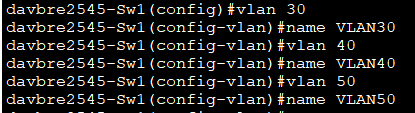 davbre2545-Sw1(config)#vlan 30
davbre2545-Sw1(config-vlan)#name VLAN30
davbre2545-Sw1(config-vlan)#vlan 40
davbre2545-Sw1(config-vlan)#name VLAN40
davbre2545-Sw1(config-vlan)#vlan 50
davbre2545-Sw1(config-vlan)#name VLAN50